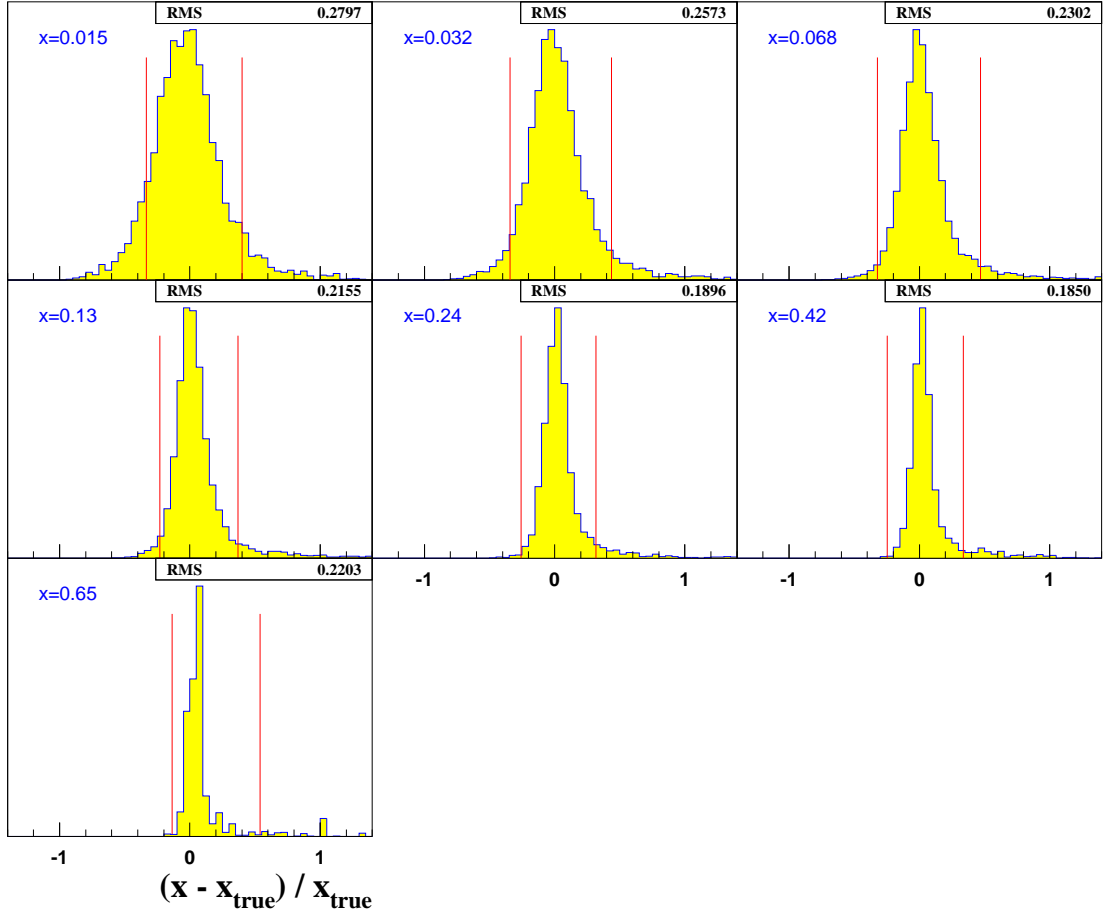 RMS 0.2797
x=0.015
RMS 0.2573
x=0.032
RMS 0.2302
x=0.068
RMS 0.2155
x=0.13
RMS 0.1896
x=0.24
RMS 0.1850
x=0.42
-1 0 1
-1 0 1
RMS 0.2203
x=0.65
-1 0 1
(x - x_true) / x_true